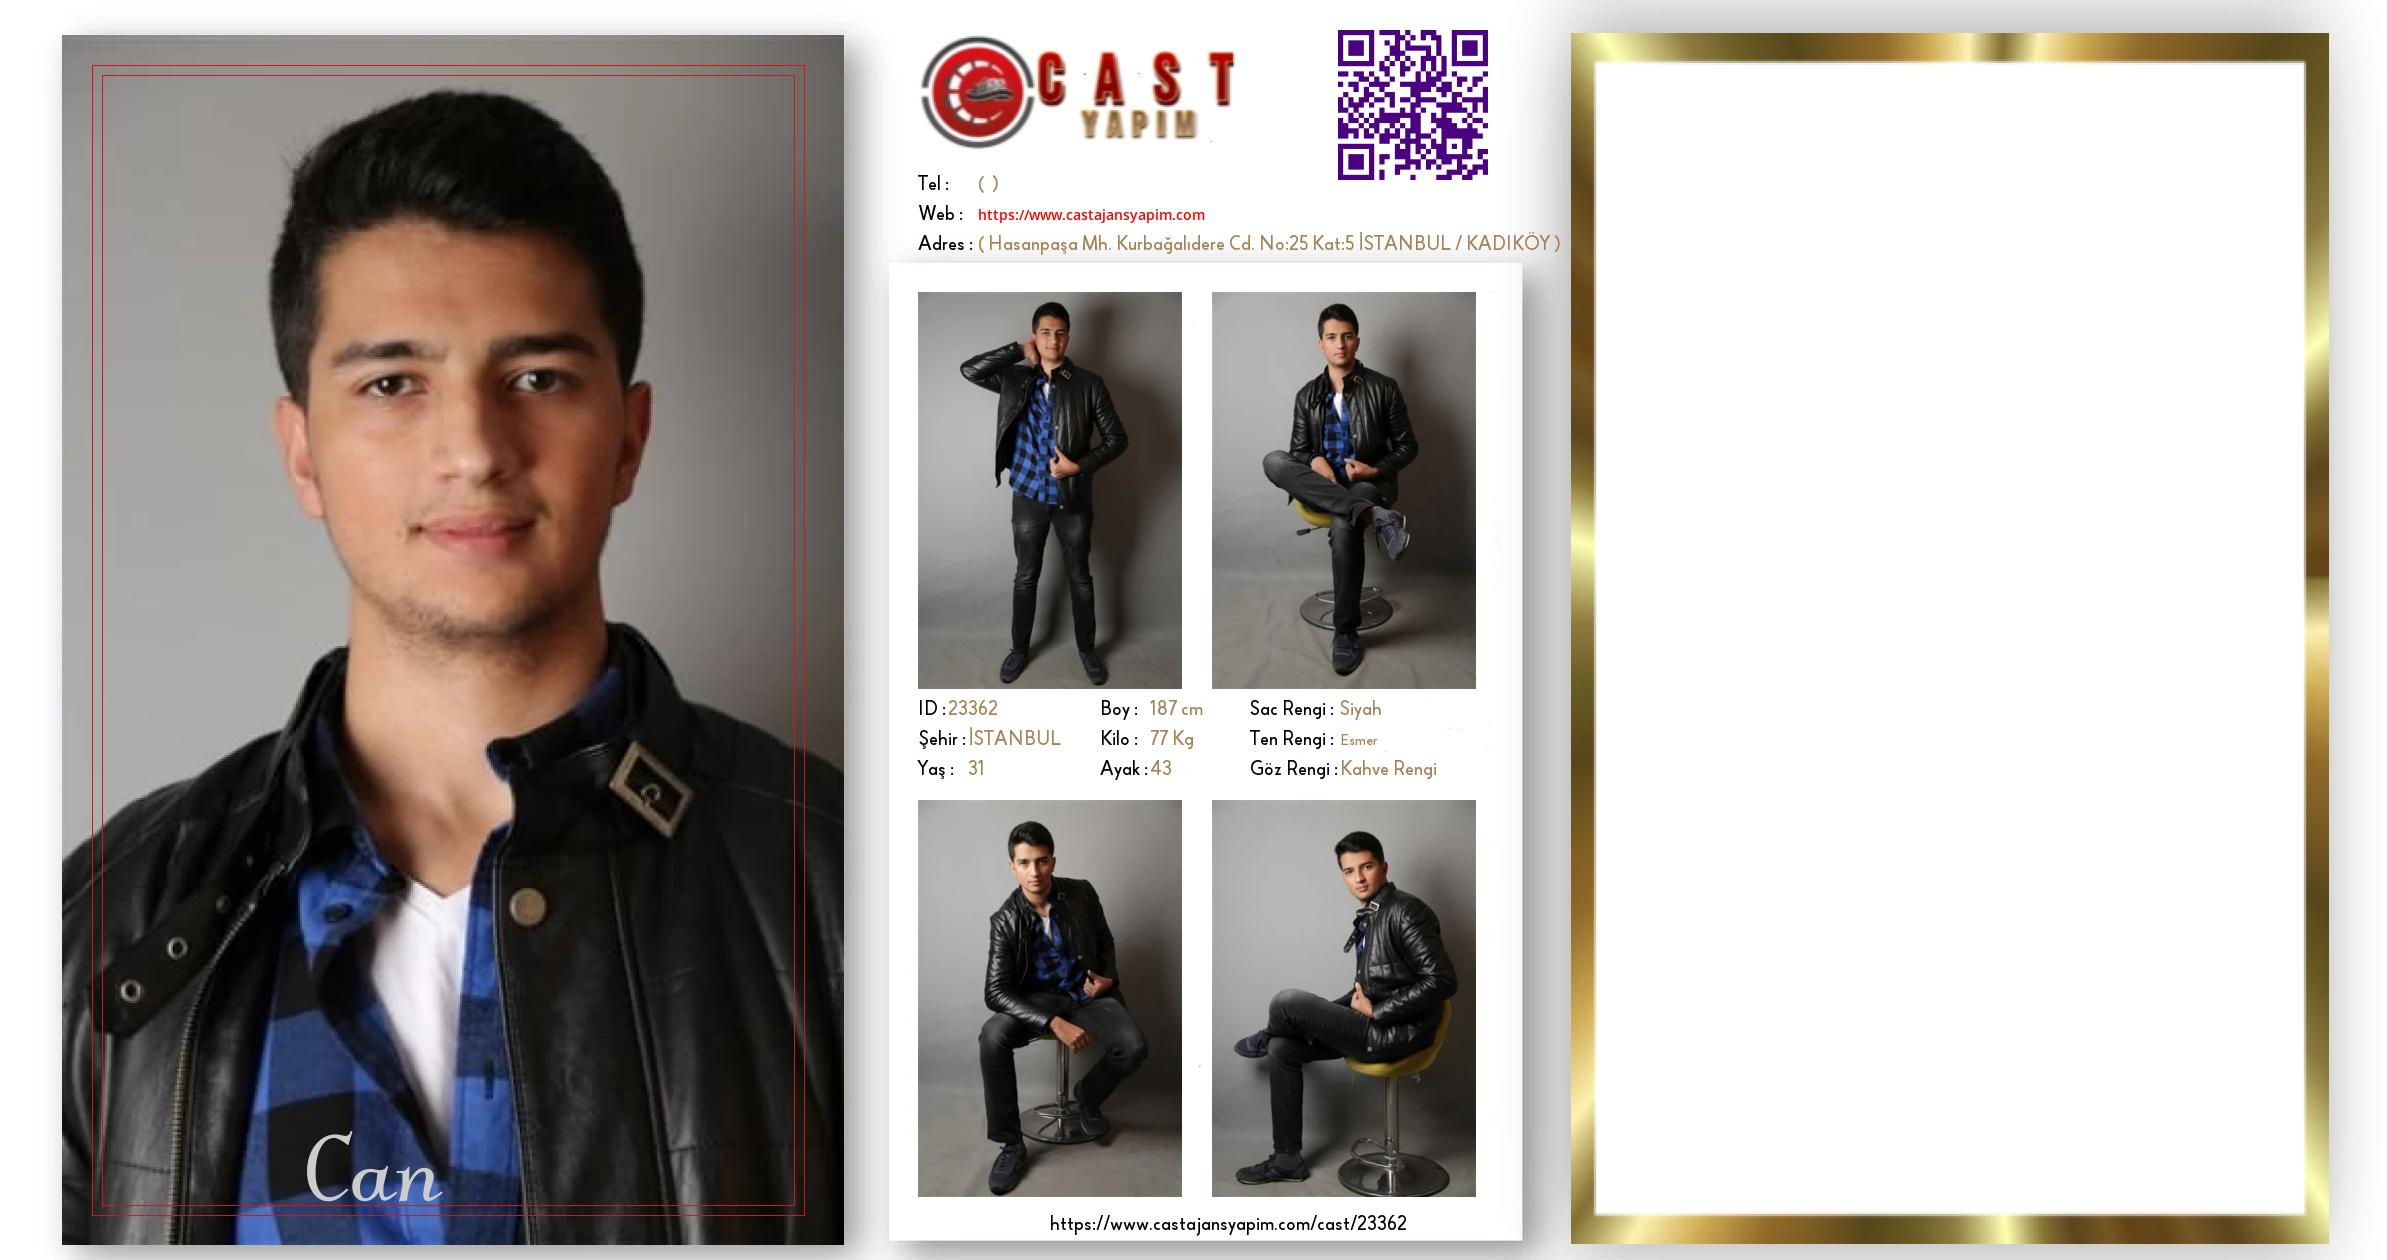 Can
CAST
YAPIM
Tel : ( )
Web : https://www.castajansyapim.com
Adres : ( Hasanpaşa Mh. Kurbağalıdere Cd. No:25 Kat:5 İSTANBUL / KADIKÖY )
ID : 23362 Boy : 187 cm Sac Rengi : Siyah
Şehir : İSTANBUL Kilo : 77 Kg Ten Rengi : Esmer
Yaş : 31 Ayak : 43 Göz Rengi : Kahve Rengi
https://www.castajansyapim.com/cast/23362